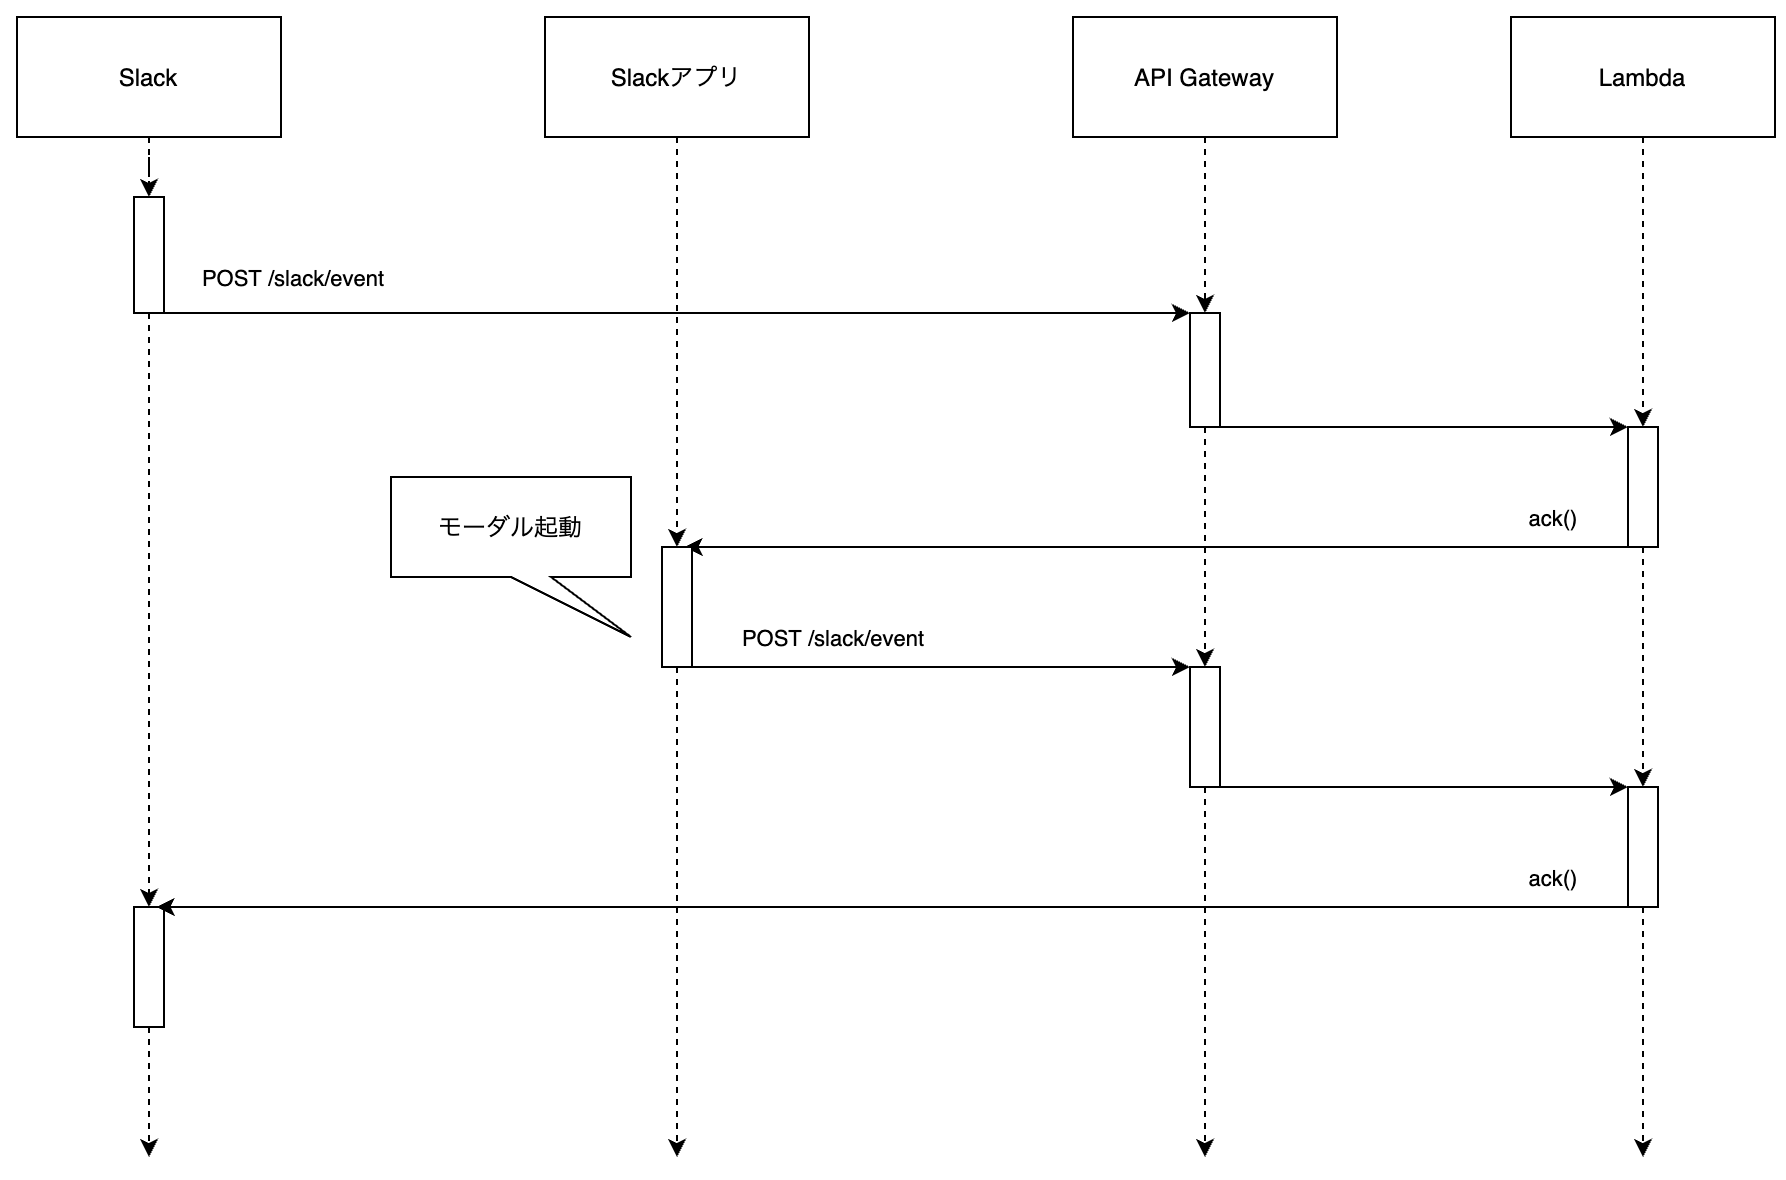 Slack
Slackアプリ
API Gateway
Lambda
POST /slack/event
モーダル起動
ack()
POST /slack/event
ack()